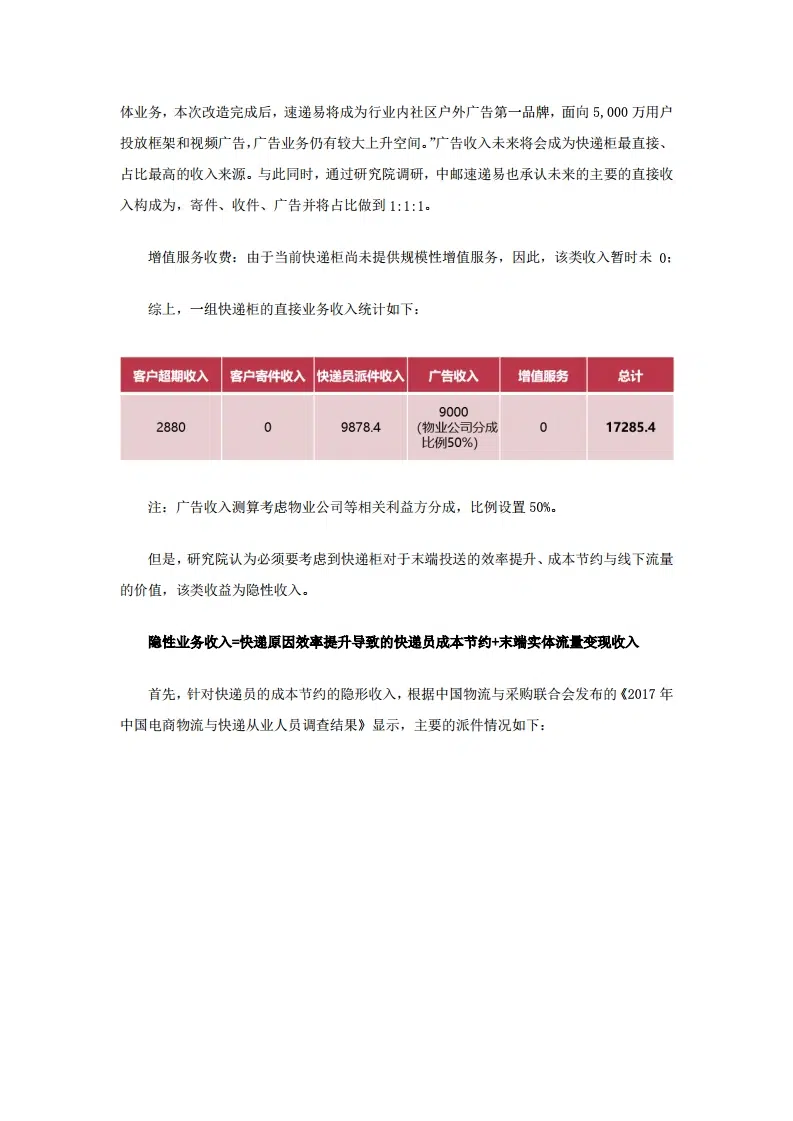 体业务，本次改造完成后，速递易将成为行业内社区户外广告第一品牌，面向 5,000 万用户
投放框架和视频广告，广告业务仍有较大上升空间。”广告收入未来将会成为快递柜最直接、
占比最高的收入来源。与此同时，通过研究院调研，中邮速递易也承认未来的主要的直接收
入构成为，寄件、收件、广告并将占比做到 1:1:1。
增值服务收费：由于当前快递柜尚未提供规模性增值服务，因此，该类收入暂时未 0；
综上，一组快递柜的直接业务收入统计如下：
客户超期收入 客户寄件收入 快递员派件收入 广告收入 增值服务 总计
2880 0 9878.4 9000 (物业公司分成比例50%) 0 17285.4
注：广告收入测算考虑物业公司等相关利益方分成，比例设置 50%。
但是，研究院认为必须要考虑到快递柜对于末端投送的效率提升、成本节约与线下流量
的价值，该类收益为隐性收入。
隐性业务收入=快递原因效率提升导致的快递员成本节约+末端实体流量变现收入
首先，针对快递员的成本节约的隐形收入，根据中国物流与采购联合会发布的《2017 年
中国电商物流与快递从业人员调查结果》显示，主要的派件情况如下：